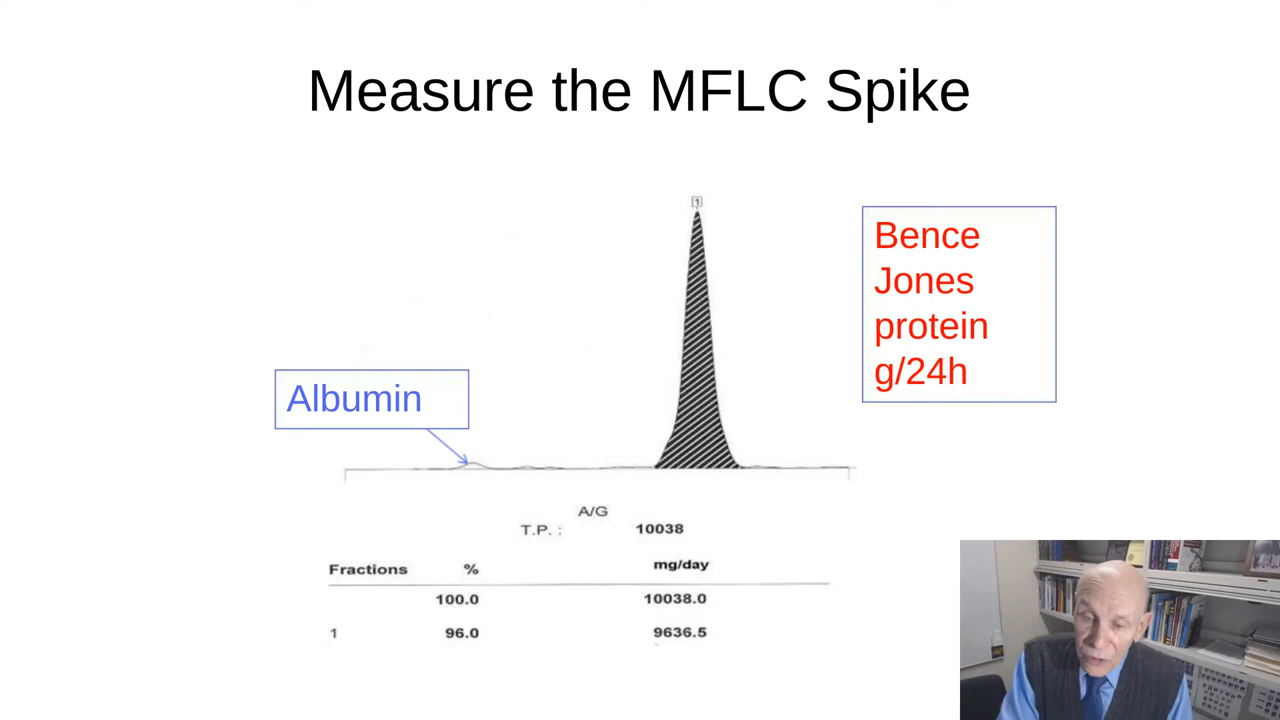 Measure the MFLC Spike
1
Bence
Jones
protein
g/24h
Albumin
A/G
T.P. : 10038
Fractions % mg/day
100.0 10038.0
1 96.0 9636.5